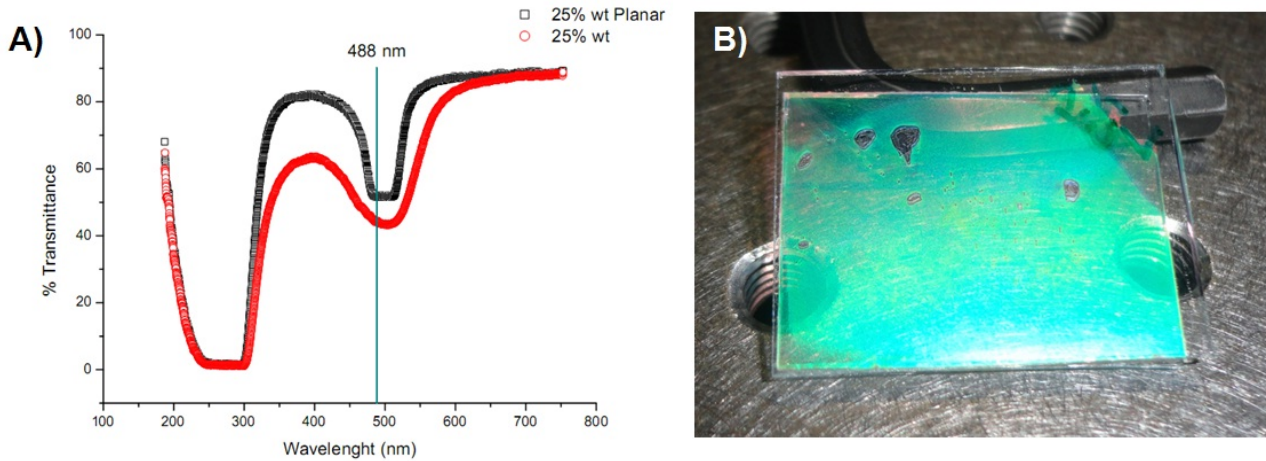 A)
25% wt Planar
25% wt
488 nm
100
80
60
40
20
0
% Transmittance
100 200 300 400 500 600 700 800
Wavelenght (nm)
B)